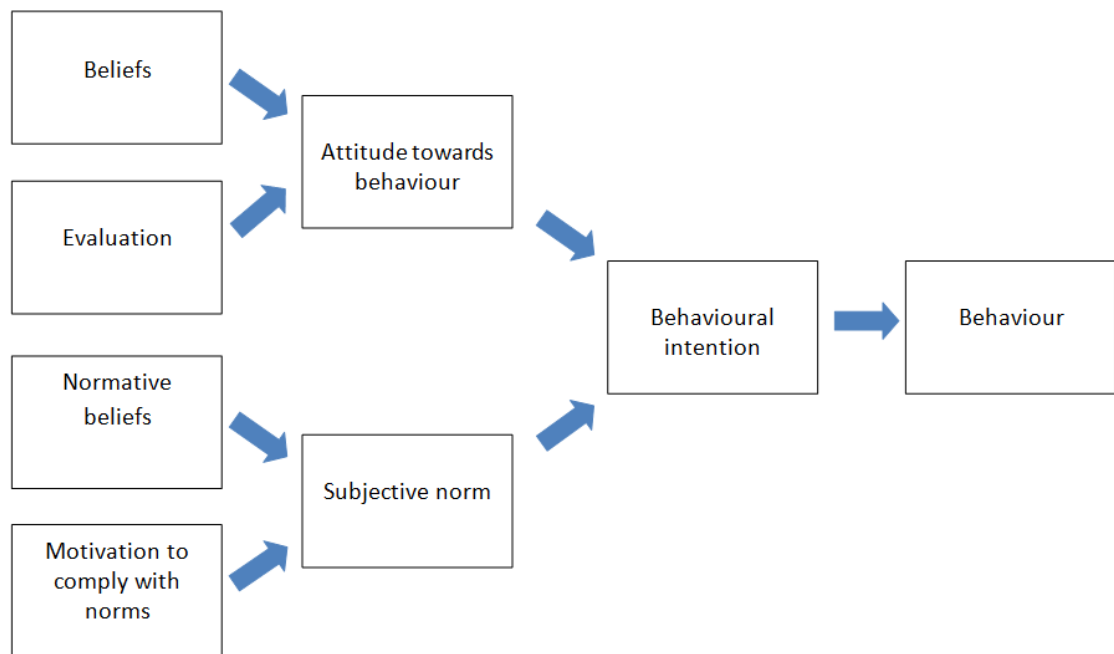 Beliefs
Attitude towards
behaviour
Evaluation
Behavioural
intention
Behaviour
Normative
beliefs
Subjective norm
Motivation to
comply with
norms